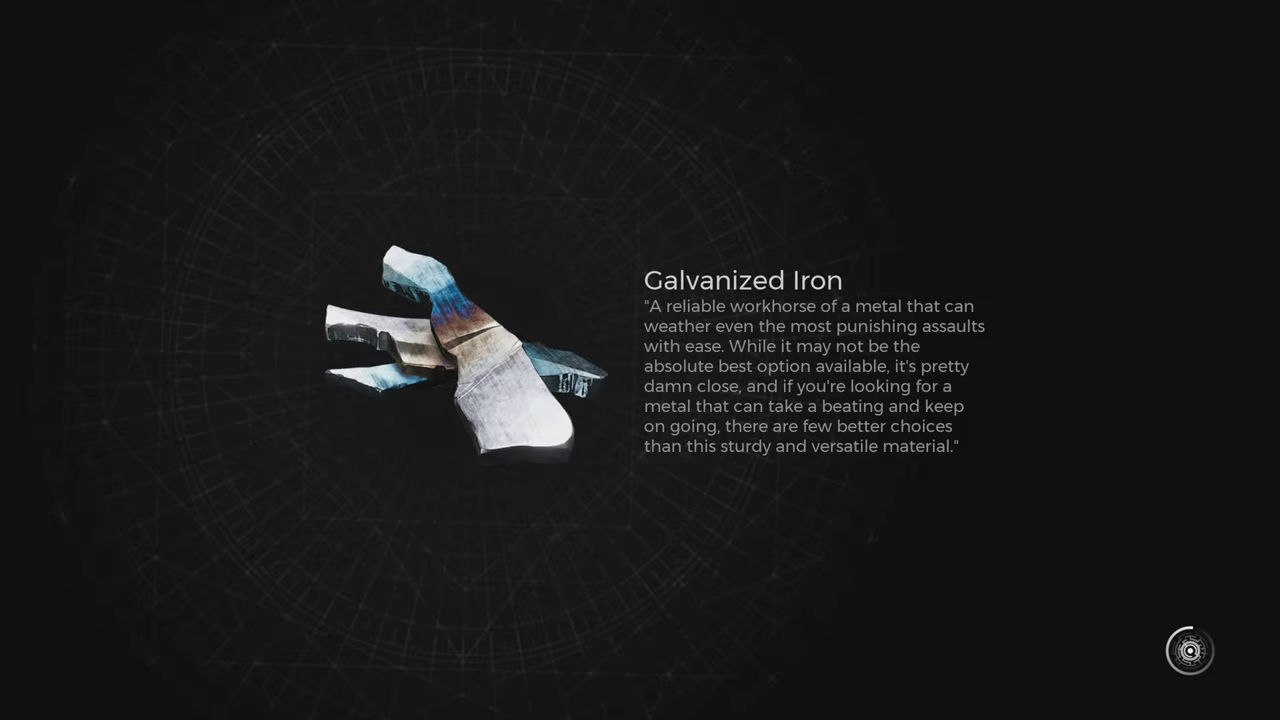 Galvanized Iron
"A reliable workhorse of a metal that can
weather even the most punishing assaults
with ease. While it may not be the
absolute best option available, it's pretty
damn close, and if you're looking for a
metal that can take a beating and keep
on going, there are few better choices
than this sturdy and versatile material."